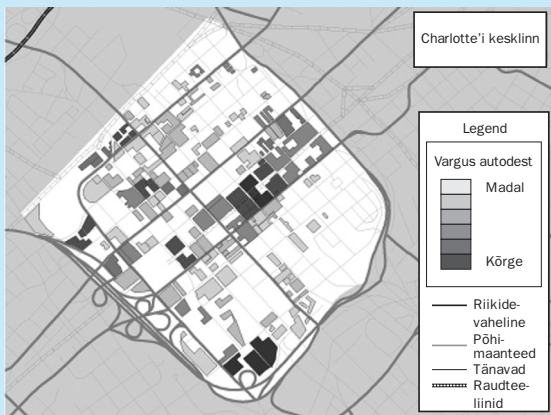 Charlotte'i kesklinn
Legend
Vargus autodest
Madal
Kõrge
Riikide-
vaheline
Põhi-
maanteed
Tänavad
Raudtee-
liinid